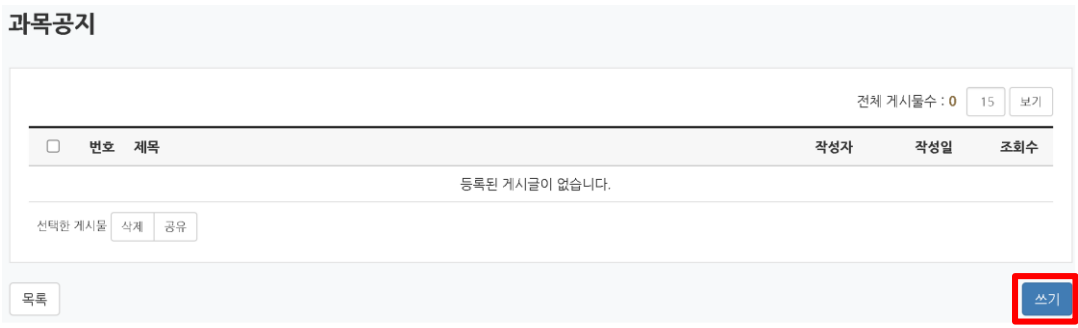 과목공지
전체 게시물수 : 0 15 보기
번호 제목 작성자 작성일 조회수
등록된 게시글이 없습니다.
선택한 게시물 삭제 공유
목록 쓰기